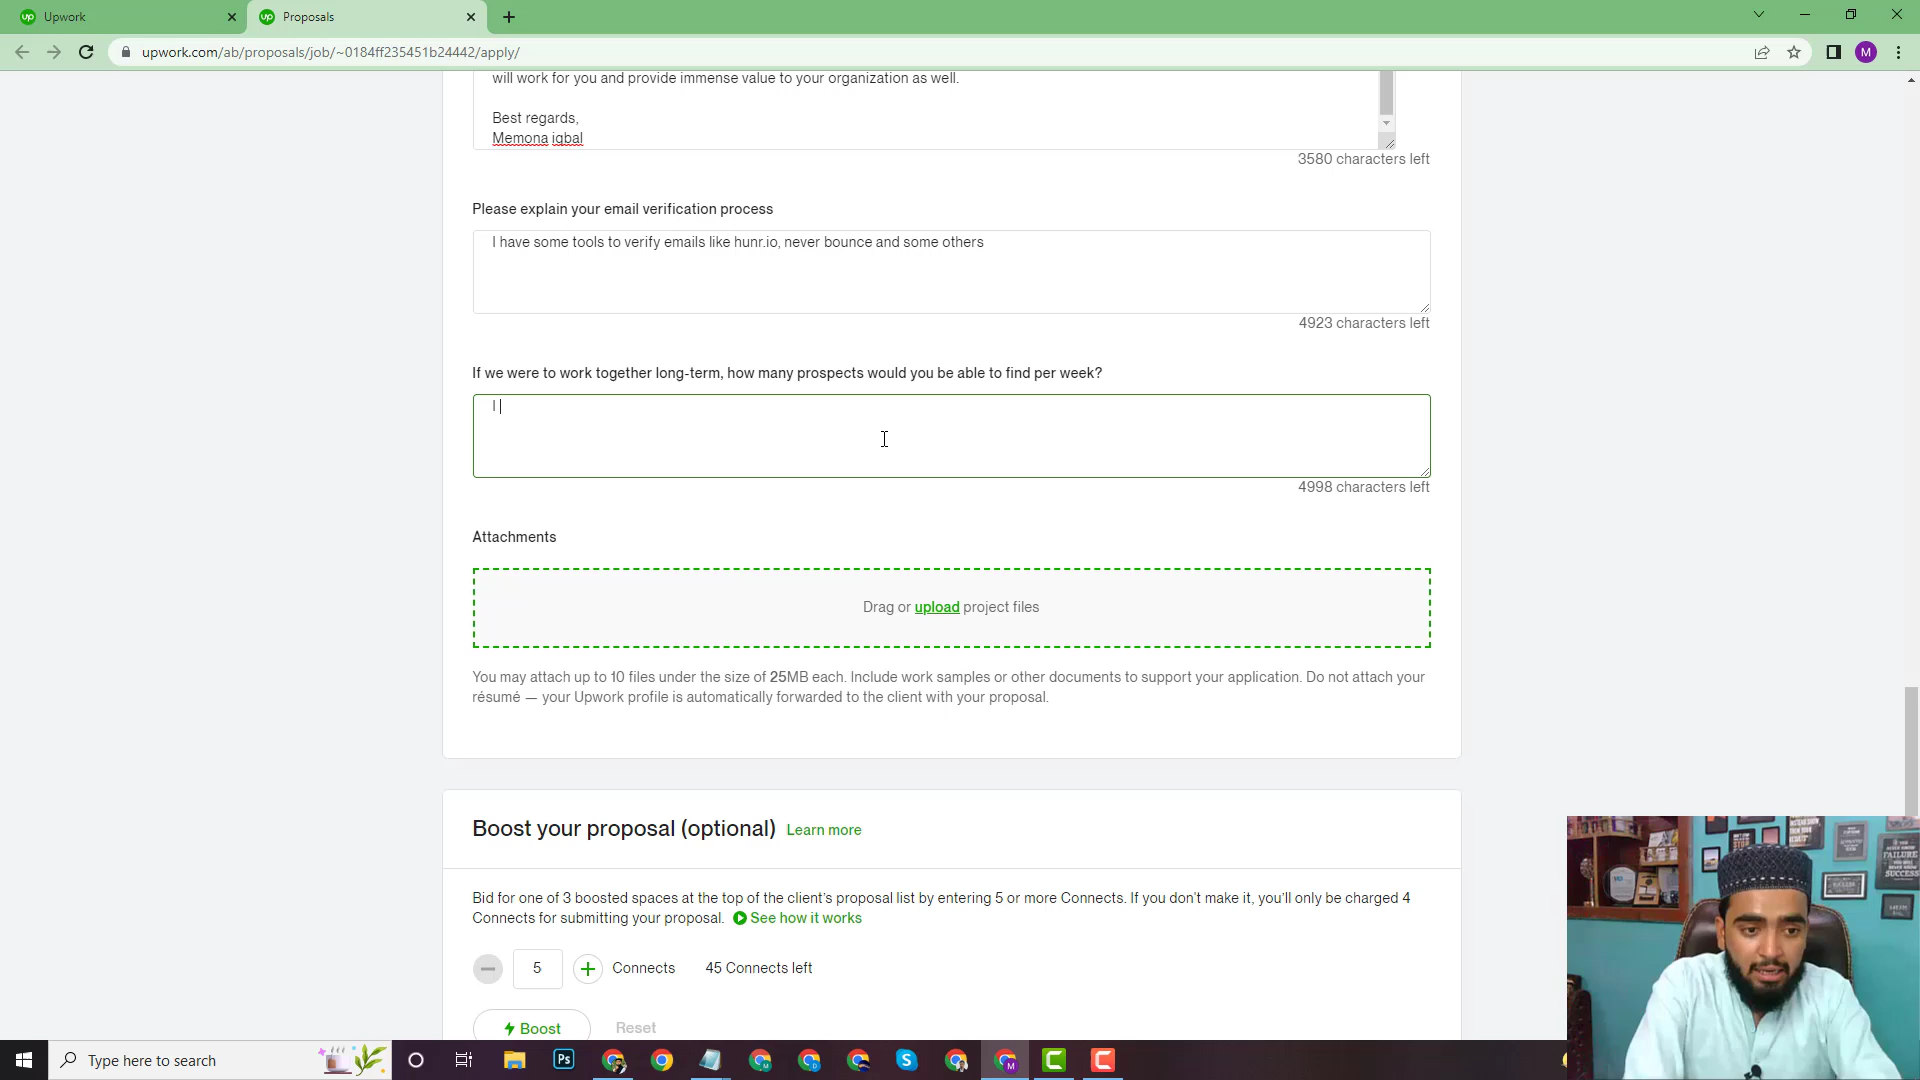 Upwork
Proposals
upwork.com/ab/proposals/job/~0184ff235451b24442/apply/
M
will work for you and provide immense value to your organization as well.
Best regards,
Memona iqbal
3580 characters left
Please explain your email verification process
I have some tools to verify emails like hunr.io, never bounce and some others
4923 characters left
If we were to work together long-term, how many prospects would you be able to find per week?
I
4998 characters left
Attachments
Drag or upload project files
You may attach up to 10 files under the size of 25MB each. Include work samples or other documents to support your application. Do not attach your
résumé — your Upwork profile is automatically forwarded to the client with your proposal.
Boost your proposal (optional) Learn more
Bid for one of 3 boosted spaces at the top of the client's proposal list by entering 5 or more Connects. If you don't make it, you'll only be charged 4
Connects for submitting your proposal. See how it works
5 Connects 45 Connects left
Boost Reset
FAILURE
SUCCESS
Type here to search
Ps